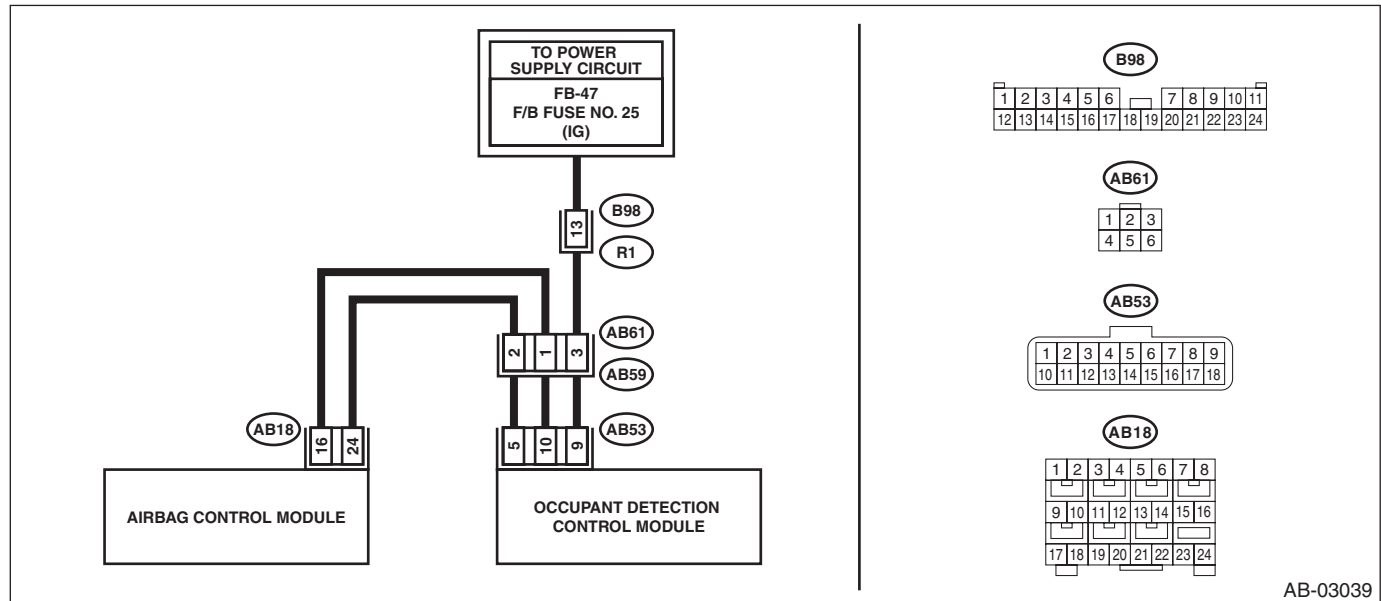 TO POWER
SUPPLY CIRCUIT
FB-47
F/B FUSE NO. 25
(IG)
13
B98
R1
2 1 3
AB61
AB59
AB18
16 24
5 10 9
AB53
AIRBAG CONTROL MODULE
OCCUPANT DETECTION
CONTROL MODULE
B98
1 2 3 4 5 6 7 8 9 10 11
12 13 14 15 16 17 18 19 20 21 22 23 24
AB61
1 2 3
4 5 6
AB53
1 2 3 4 5 6 7 8 9
10 11 12 13 14 15 16 17 18
AB18
1 2 3 4 5 6 7 8
9 10 11 12 13 14 15 16
17 18 19 20 21 22 23 24
AB-03039